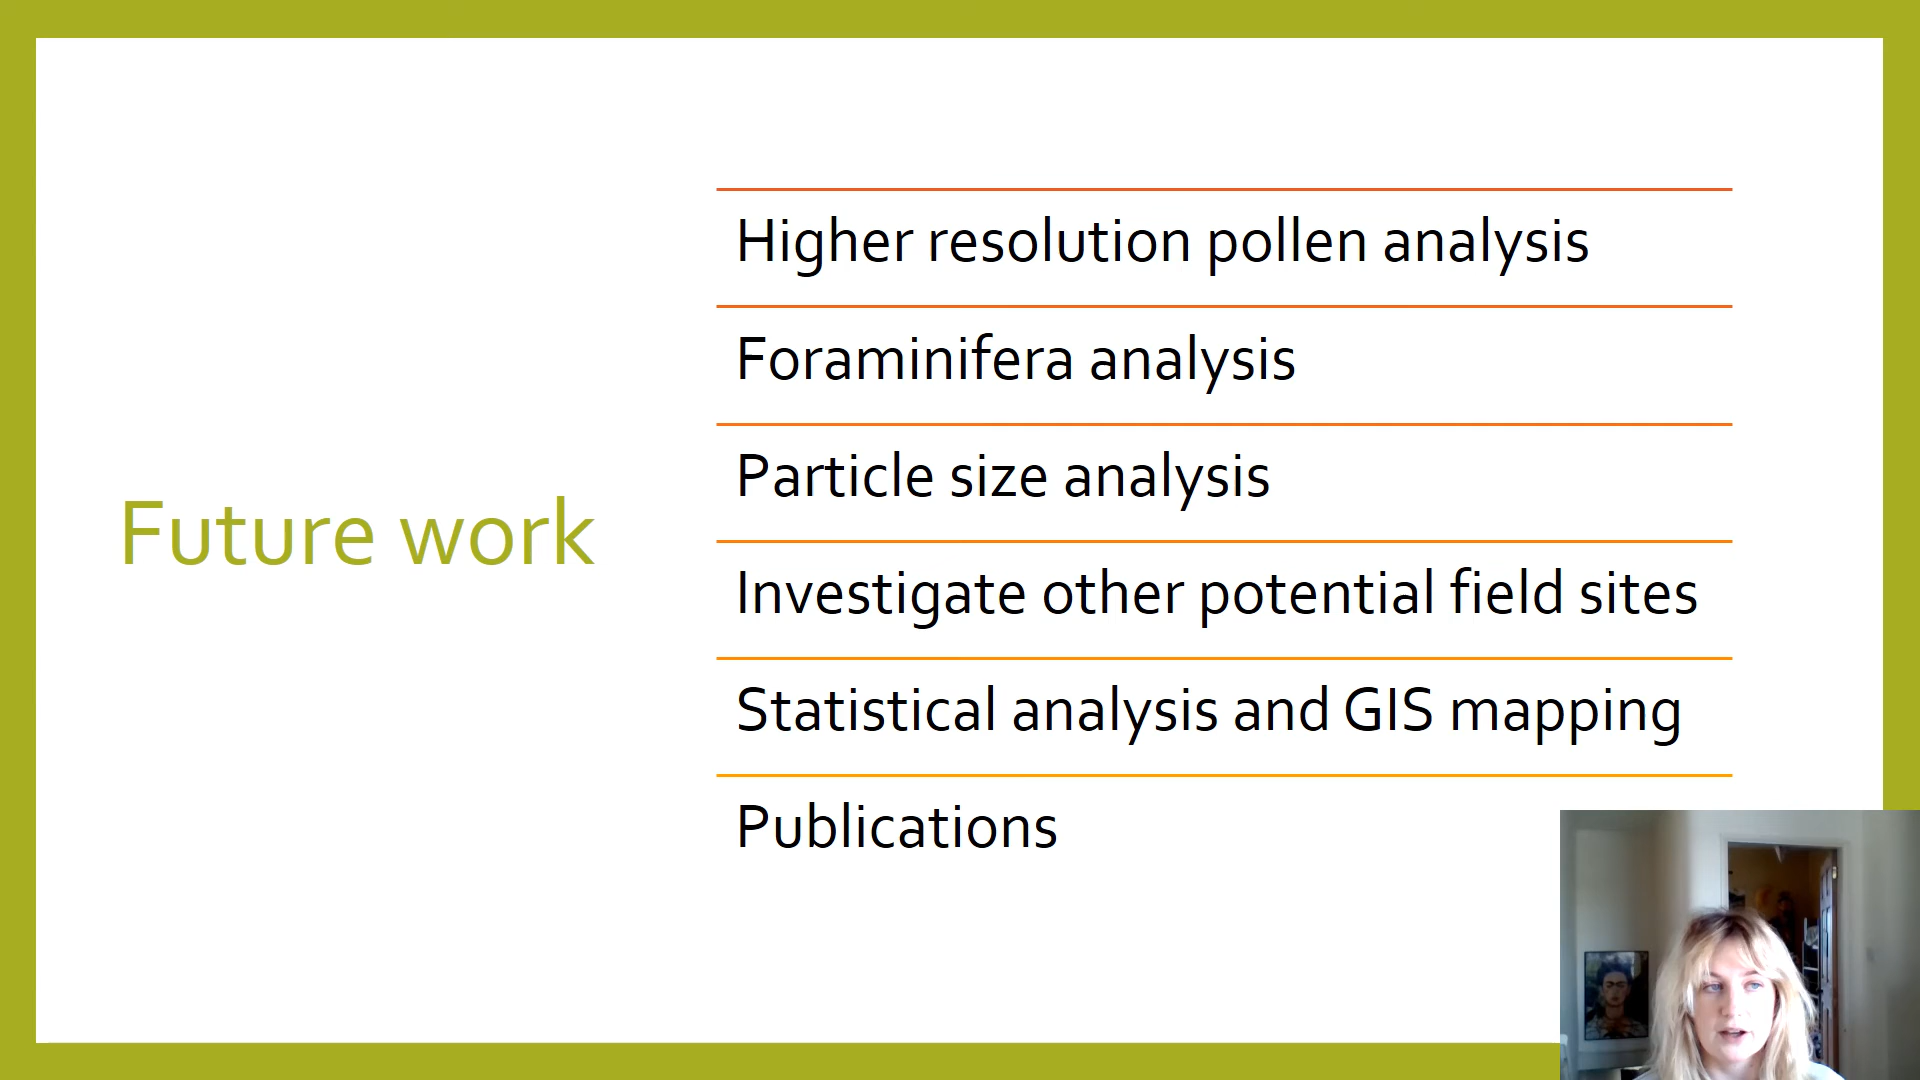 Future work
Higher resolution pollen analysis
Foraminifera analysis
Particle size analysis
Investigate other potential field sites
Statistical analysis and GIS mapping
Publications